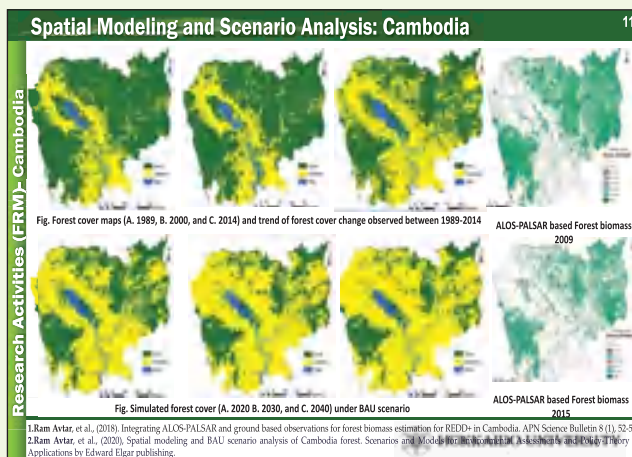 Spatial Modeling and Scenario Analysis: Cambodia
11
Research Activities (FRM)- Cambodia
Fig. Forest cover maps (A. 1989, B. 2000, and C. 2014) and trend of forest cover change observed between 1989-2014
ALOS-PALSAR based Forest biomass
2009
Fig. Simulated forest cover (A. 2020 B. 2030, and C. 2040) under BAU scenario
ALOS-PALSAR based Forest biomass
2015
1.Ram Avtar, et al., (2018). Integrating ALOS-PALSAR and ground based observations for forest biomass estimation for REDD+ in Cambodia. APN Science Bulletin 8 (1), 52-5
2.Ram Avtar, et al., (2020), Spatial modeling and BAU scenario analysis of Cambodia forest. Scenarios and Models for Environmental Assessments and Policy-Theory
Applications by Edward Elgar publishing.
HOKKAIDO UNIVERSITY